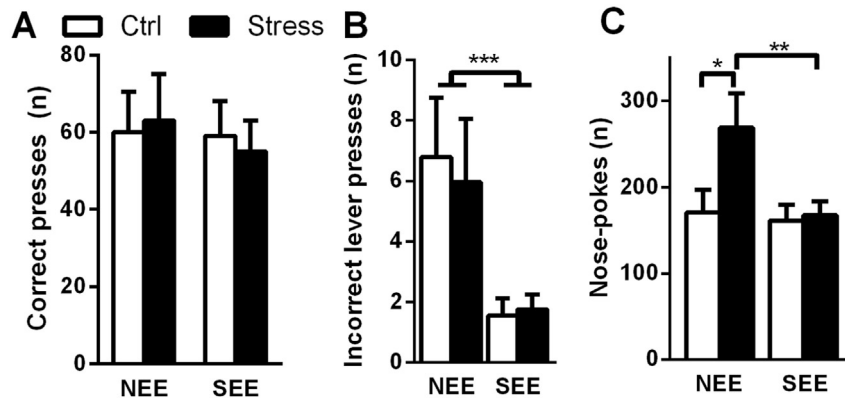 A Ctrl Stress B C
Correct presses (n)
80
60
40
20
0
NEE SEE
Incorrect lever presses (n)
10
8
6
4
2
0
***
NEE SEE
Nose-pokes (n)
300
200
100
0
* **
NEE SEE